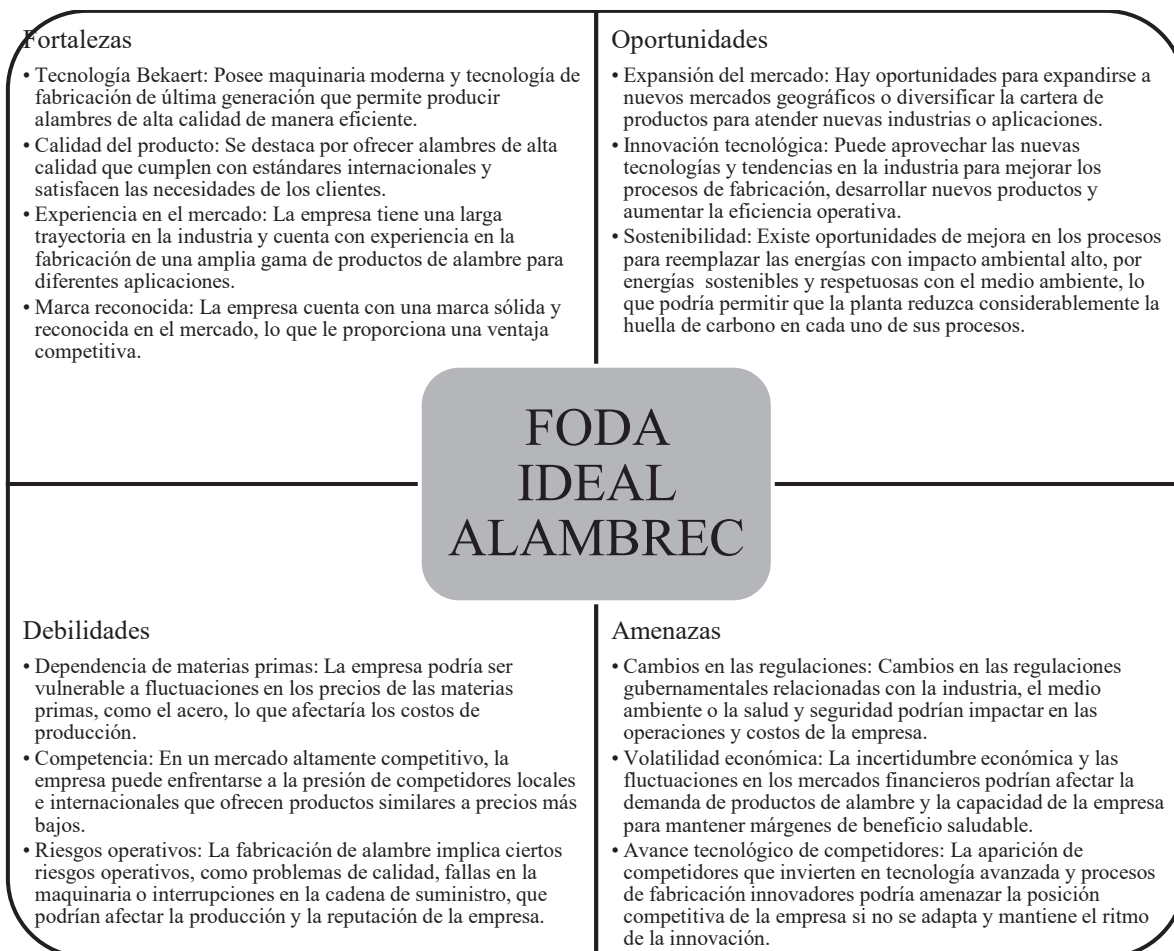 Fortalezas
• Tecnología Bekaert: Posee maquinaria moderna y tecnología de
fabricación de última generación que permite producir
alambres de alta calidad de manera eficiente.
• Calidad del producto: Se destaca por ofrecer alambres de alta
calidad que cumplen con estándares internacionales y
satisfacen las necesidades de los clientes.
• Experiencia en el mercado: La empresa tiene una larga
trayectoria en la industria y cuenta con experiencia en la
fabricación de una amplia gama de productos de alambre para
diferentes aplicaciones.
• Marca reconocida: La empresa cuenta con una marca sólida y
reconocida en el mercado, lo que le proporciona una ventaja
competitiva.
Oportunidades
• Expansión del mercado: Hay oportunidades para expandirse a
nuevos mercados geográficos o diversificar la cartera de
productos para atender nuevas industrias o aplicaciones.
• Innovación tecnológica: Puede aprovechar las nuevas
tecnologías y tendencias en la industria para mejorar los
procesos de fabricación, desarrollar nuevos productos y
aumentar la eficiencia operativa.
• Sostenibilidad: Existe oportunidades de mejora en los procesos
para reemplazar las energías con impacto ambiental alto, por
energías sostenibles y respetuosas con el medio ambiente, lo
que podría permitir que la planta reduzca considerablemente la
huella de carbono en cada uno de sus procesos.
FODA
IDEAL
ALAMBREC
Debilidades
• Dependencia de materias primas: La empresa podría ser
vulnerable a fluctuaciones en los precios de las materias
primas, como el acero, lo que afectaría los costos de
producción.
• Competencia: En un mercado altamente competitivo, la
empresa puede enfrentarse a la presión de competidores locales
e internacionales que ofrecen productos similares a precios más
bajos.
• Riesgos operativos: La fabricación de alambre implica ciertos
riesgos operativos, como problemas de calidad, fallas en la
maquinaria o interrupciones en la cadena de suministro, que
podrían afectar la producción y la reputación de la empresa.
Amenazas
• Cambios en las regulaciones: Cambios en las regulaciones
gubernamentales relacionadas con la industria, el medio
ambiente o la salud y seguridad podrían impactar en las
operaciones y costos de la empresa.
• Volatilidad económica: La incertidumbre económica y las
fluctuaciones en los mercados financieros podrían afectar la
demanda de productos de alambre y la capacidad de la empresa
para mantener márgenes de beneficio saludable.
• Avance tecnológico de competidores: La aparición de
competidores que invierten en tecnología avanzada y procesos
de fabricación innovadores podría amenazar la posición
competitiva de la empresa si no se adapta y mantiene el ritmo
de la innovación.